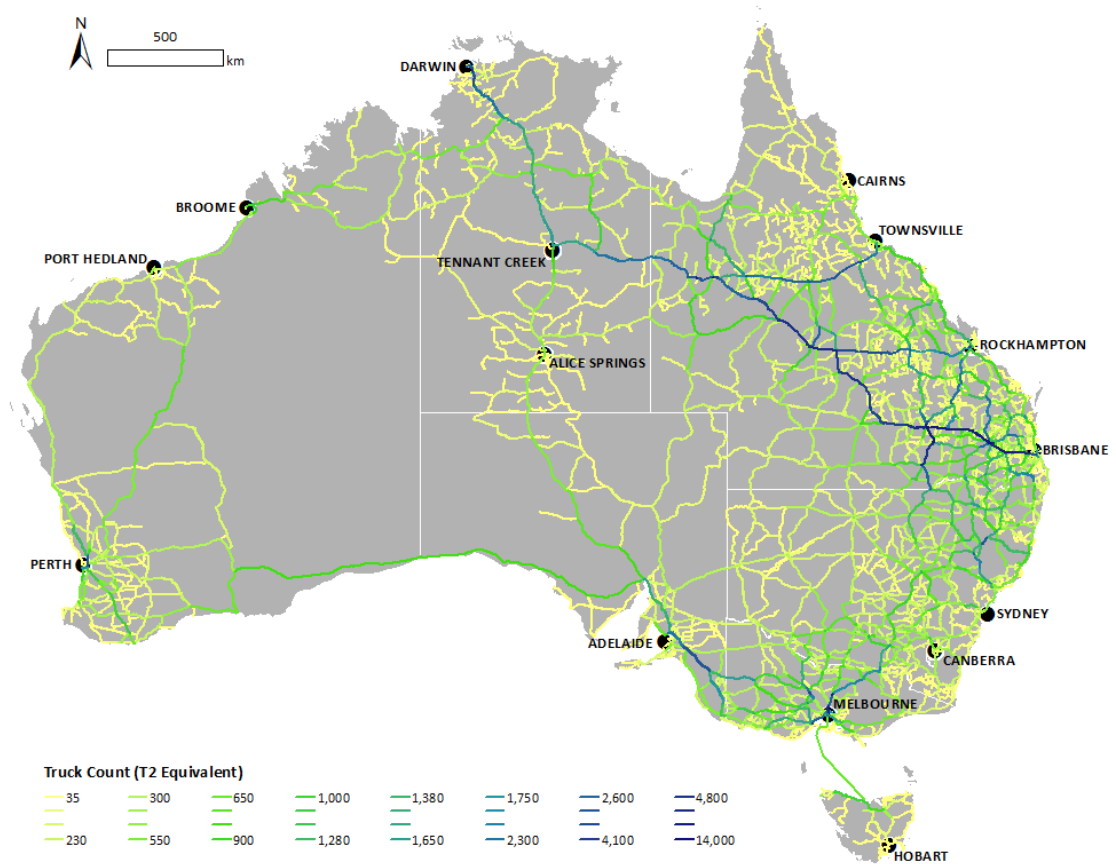 N
500
km
DARWIN
CAIRNS
BROOME
TOWNSVILLE
PORT HEDLAND
TENNANT CREEK
ROCKHAMPTON
ALICE SPRINGS
BRISBANE
PERTH
SYDNEY
ADELAIDE
CANBERRA
MELBOURNE
Truck Count (T2 Equivalent)
35 300 650 1,000 1,380 1,750 2,600 4,800
230 550 900 1,280 1,650 2,300 4,100 14,000
HOBART